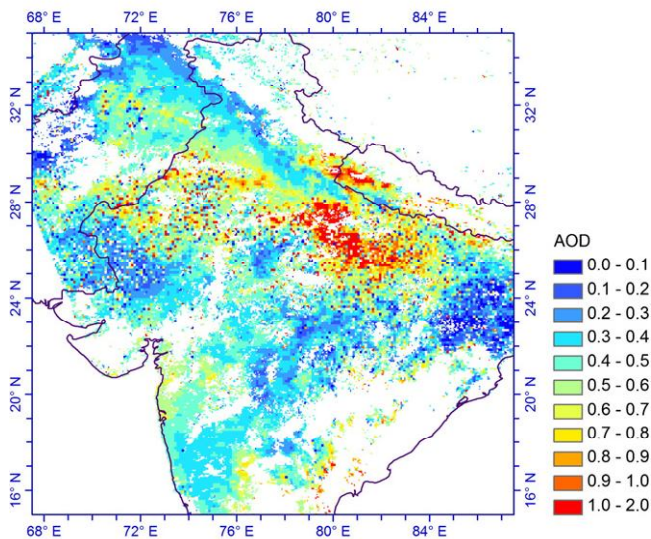 68° E 72° E 76° E 80° E 84° E
32° N
28° N
24° N
20° N
16° N
32° N
28° N
24° N
20° N
16° N
AOD
0.0 - 0.1
0.1 - 0.2
0.2 - 0.3
0.3 - 0.4
0.4 - 0.5
0.5 - 0.6
0.6 - 0.7
0.7 - 0.8
0.8 - 0.9
0.9 - 1.0
1.0 - 2.0
68° E 72° E 76° E 80° E 84° E